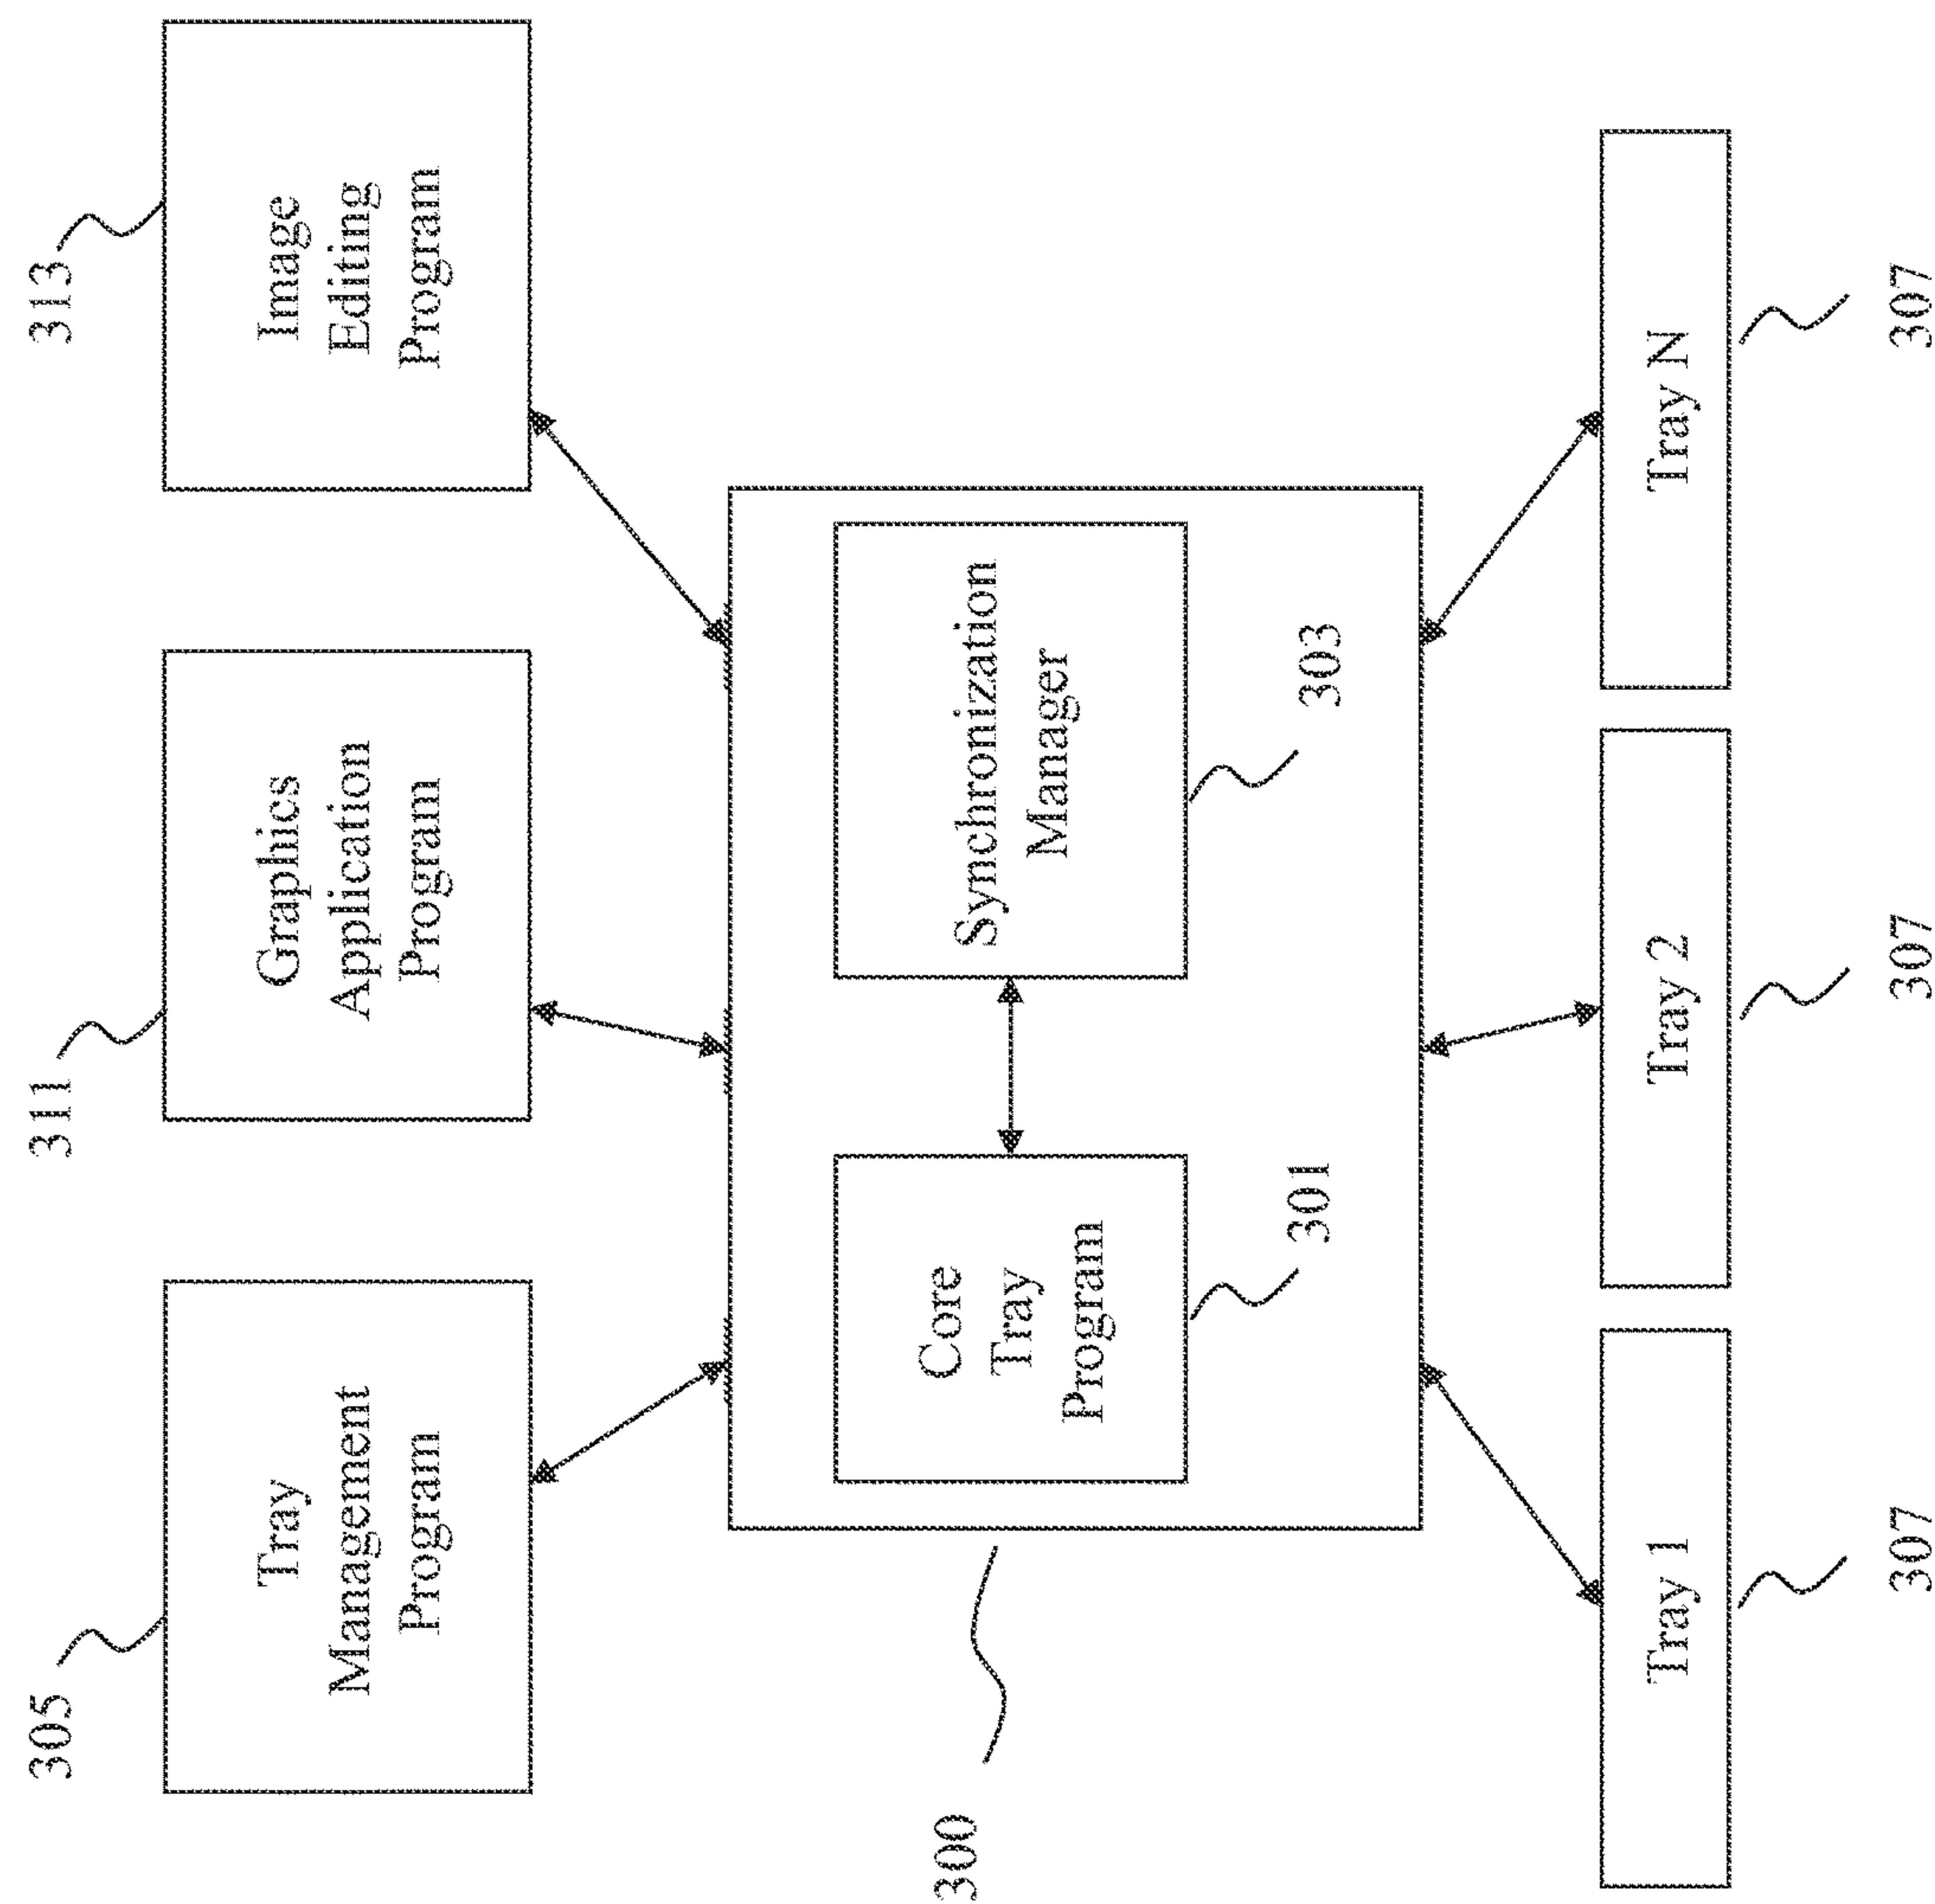 305
311
313
Tray
Management
Program
Graphics
Application
Program
Image
Editing
Program
300
Core
Tray
Program
301
Synchronization
Manager
303
Tray 1
Tray 2
Tray N
307
307
307